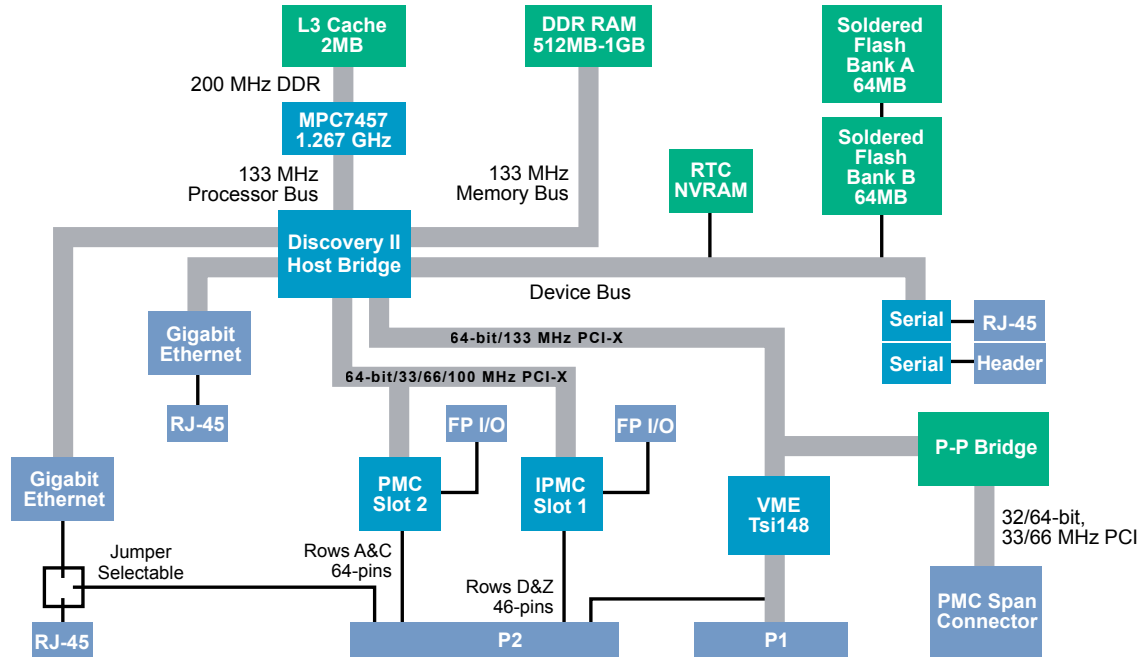 L3 Cache
2MB
DDR RAM
512MB-1GB
Soldered
Flash
Bank A
64MB
200 MHz DDR
MPC7457
1.267 GHz
Soldered
Flash
Bank B
64MB
RTC
NVRAM
133 MHz
Processor Bus
133 MHz
Memory Bus
Discovery II
Host Bridge
Device Bus
Gigabit
Ethernet
Serial
RJ-45
64-bit/133 MHz PCI-X
Serial
Header
64-bit/33/66/100 MHz PCI-X
RJ-45
FP I/O
FP I/O
P-P Bridge
Gigabit
Ethernet
PMC
Slot 2
IPMC
Slot 1
VME
Tsi148
32/64-bit,
33/66 MHz PCI
Jumper
Selectable
Rows A&C
64-pins
Rows D&Z
46-pins
PMC Span
Connector
RJ-45
P2
P1